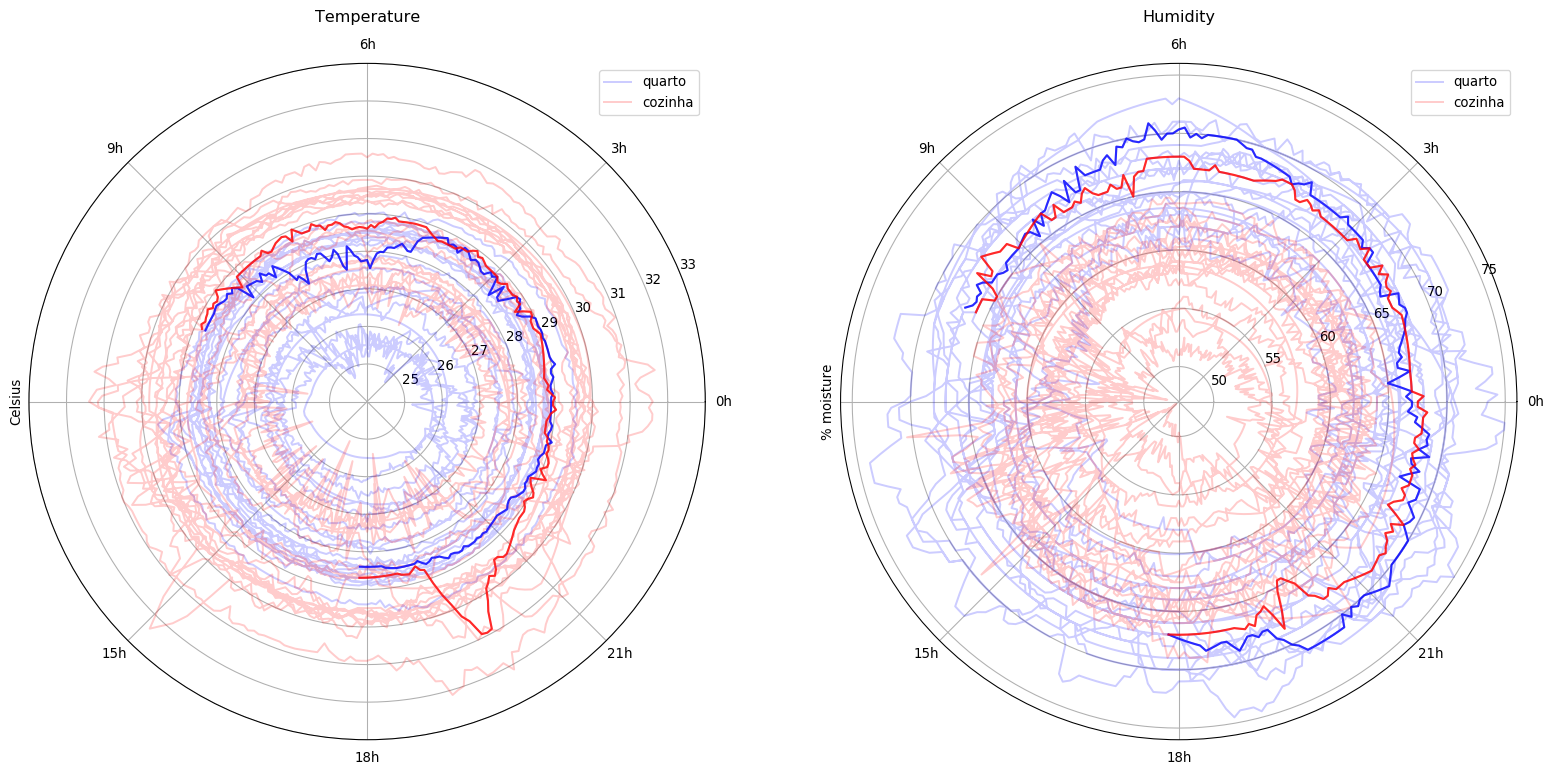 Temperature
6h
quarto
cozinha
9h
3h
33
32
31
30
29
28
27
26
25
Celsius
0h
15h
21h
18h
Humidity
6h
quarto
cozinha
9h
3h
75
70
65
60
55
50
% moisture
0h
15h
21h
18h